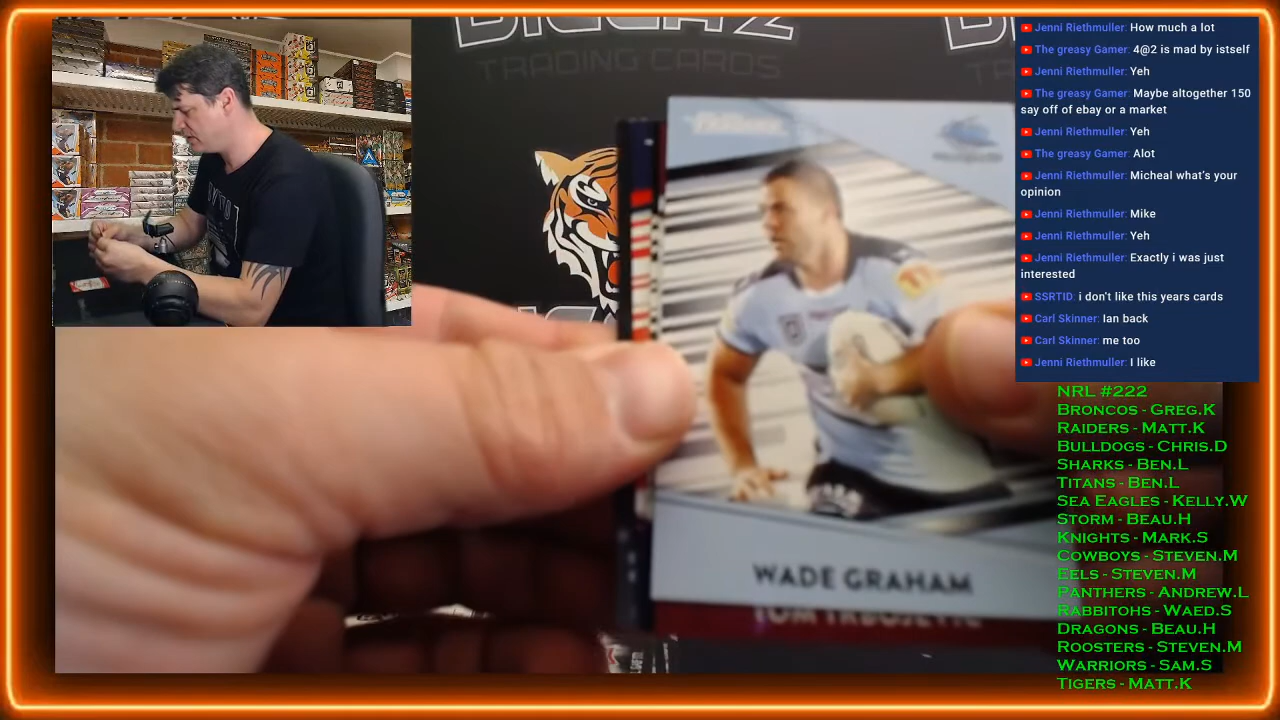 TRADING CARDS
Jenni Riethmuller: How much a lot
The greasy Gamer: 4@2 is mad by istself
Jenni Riethmuller: Yeh
The greasy Gamer: Maybe altogether 150
say off of ebay or a market
Jenni Riethmuller: Yeh
The greasy Gamer: Alot
Jenni Riethmuller: Micheal what's your
opinion
Jenni Riethmuller: Mike
Jenni Riethmuller: Yeh
Jenni Riethmuller: Exactly i was just
interested
SSRTID: i don't like this years cards
Carl Skinner: Ian back
Carl Skinner: me too
Jenni Riethmuller: I like
WADE GRAHAM
TOM TRBOJEVIC
NRL #222
BRONCOS - GREG.K
RAIDERS - MATT.K
BULLDOGS - CHRIS.D
SHARKS - BEN.L
TITANS - BEN.L
SEA EAGLES - KELLY.W
STORM - BEAU.H
KNIGHTS - MARK.S
COWBOYS - STEVEN.M
EELS - STEVEN.M
PANTHERS - ANDREW.L
RABBITOHS - WAED.S
DRAGONS - BEAU.H
ROOSTERS - STEVEN.M
WARRIORS - SAM.S
TIGERS - MATT.K